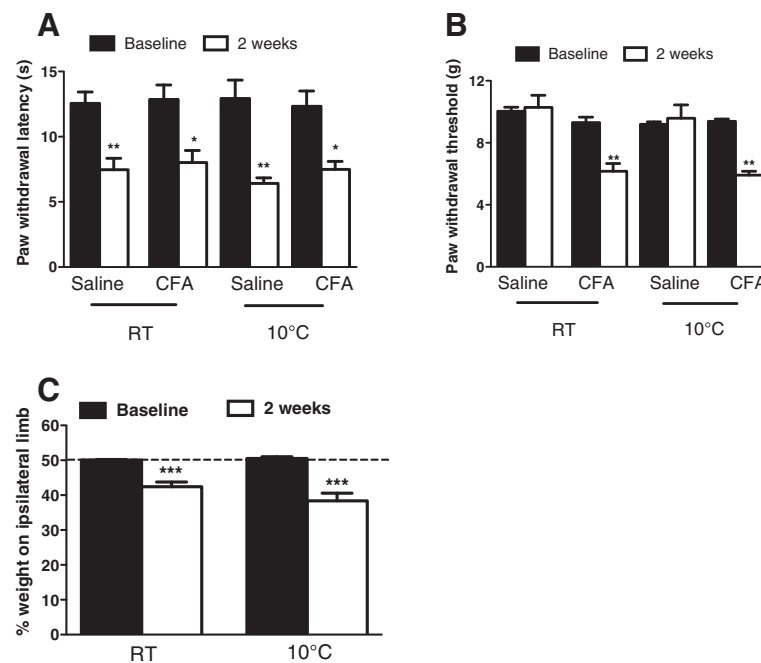 A
Baseline 2 weeks
Paw withdrawal latency (s)
15
10
5
0
** * ** *
Saline CFA Saline CFA
RT 10°C
B
Baseline 2 weeks
Paw withdrawal threshold (g)
12
8
4
0
** **
Saline CFA Saline CFA
RT 10°C
C
Baseline 2 weeks
% weight on ipsilateral limb
60
50
40
30
20
10
0
*** ***
RT 10°C